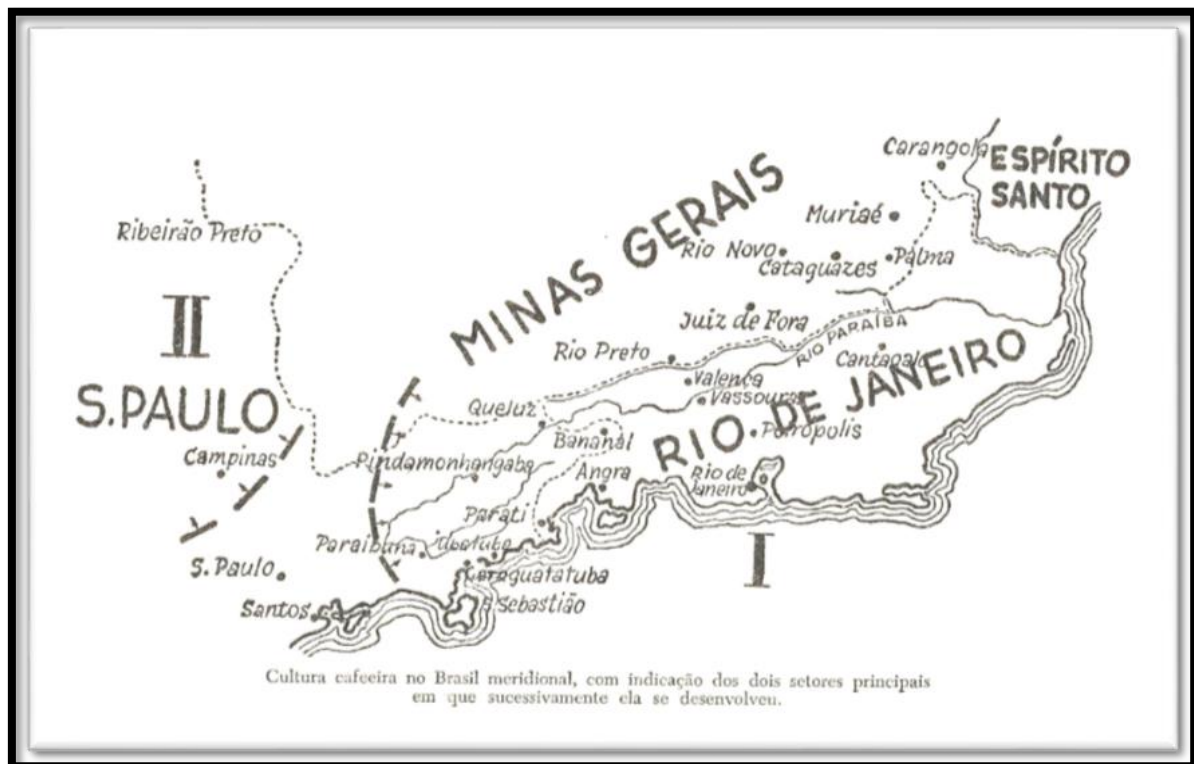 Carangola
ESPÍRITO
SANTO
MINAS GERAIS
Muriaé
Ribeirão Preto
Rio Novo
Cataguazes
Palma
II
Juiz de Fora
RIO PARAÍBA
Rio Preto
Cantagalo
S.PAULO
Valença
Vassouras
Queluz
RIO DE JANEIRO
Bananal
Petrópolis
Campinas
Pindamonhangaba
Angra
Rio de
Janeiro
Parati
Paraibuna
Ubatuba
I
S. Paulo
Caraguatatuba
Santos
S Sebastião
Cultura cafeeira no Brasil meridional, com indicação dos dois setores principais
em que sucessivamente ela se desenvolveu.